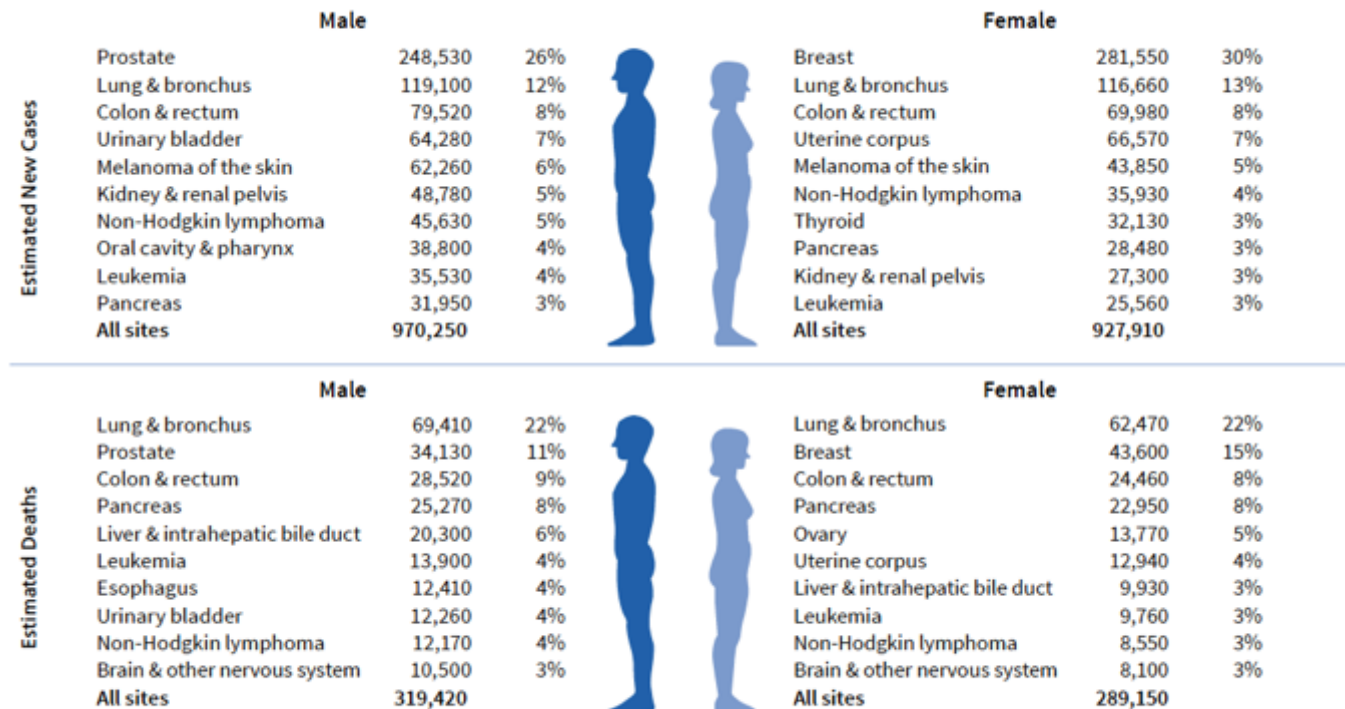 Male Female
Estimated New Cases
Prostate 248,530 26% Breast 281,550 30%
Lung & bronchus 119,100 12% Lung & bronchus 116,660 13%
Colon & rectum 79,520 8% Colon & rectum 69,980 8%
Urinary bladder 64,280 7% Uterine corpus 66,570 7%
Melanoma of the skin 62,260 6% Melanoma of the skin 43,850 5%
Kidney & renal pelvis 48,780 5% Non-Hodgkin lymphoma 35,930 4%
Non-Hodgkin lymphoma 45,630 5% Thyroid 32,130 3%
Oral cavity & pharynx 38,800 4% Pancreas 28,480 3%
Leukemia 35,530 4% Kidney & renal pelvis 27,300 3%
Pancreas 31,950 3% Leukemia 25,560 3%
All sites 970,250 All sites 927,910
Male Female
Estimated Deaths
Lung & bronchus 69,410 22% Lung & bronchus 62,470 22%
Prostate 34,130 11% Breast 43,600 15%
Colon & rectum 28,520 9% Colon & rectum 24,460 8%
Pancreas 25,270 8% Pancreas 22,950 8%
Liver & intrahepatic bile duct 20,300 6% Ovary 13,770 5%
Leukemia 13,900 4% Uterine corpus 12,940 4%
Esophagus 12,410 4% Liver & intrahepatic bile duct 9,930 3%
Urinary bladder 12,260 4% Leukemia 9,760 3%
Non-Hodgkin lymphoma 12,170 4% Non-Hodgkin lymphoma 8,550 3%
Brain & other nervous system 10,500 3% Brain & other nervous system 8,100 3%
All sites 319,420 All sites 289,150